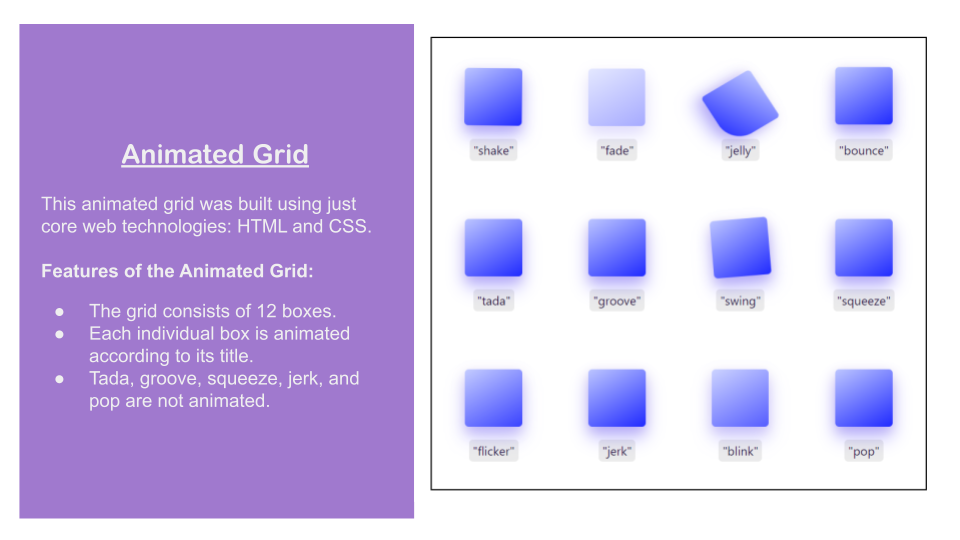 Animated Grid
This animated grid was built using just
core web technologies: HTML and CSS.
Features of the Animated Grid:
● The grid consists of 12 boxes.
● Each individual box is animated
according to its title.
● Tada, groove, squeeze, jerk, and
pop are not animated.
"shake" "fade" "jelly" "bounce"
"tada" "groove" "swing" "squeeze"
"flicker" "jerk" "blink" "pop"